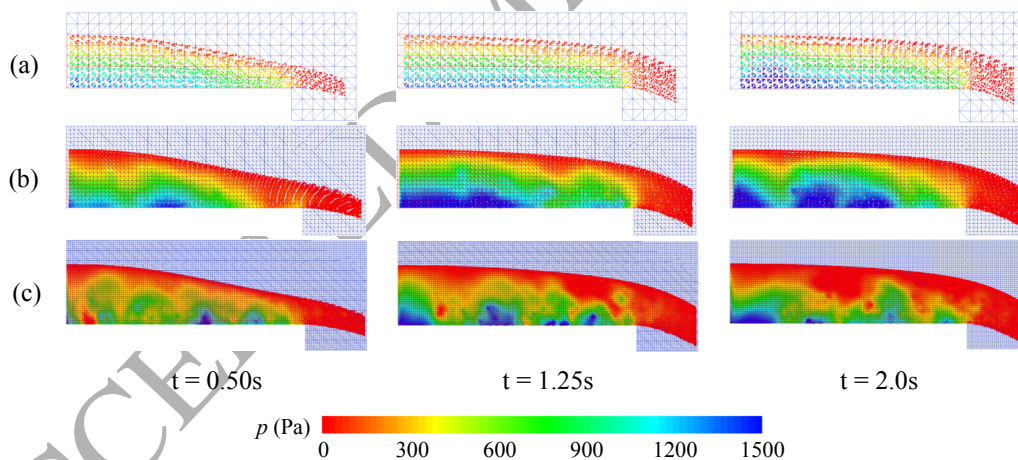 (a)
(b)
(c)
t = 0.50s t = 1.25s t = 2.0s
p (Pa)
0 300 600 900 1200 1500